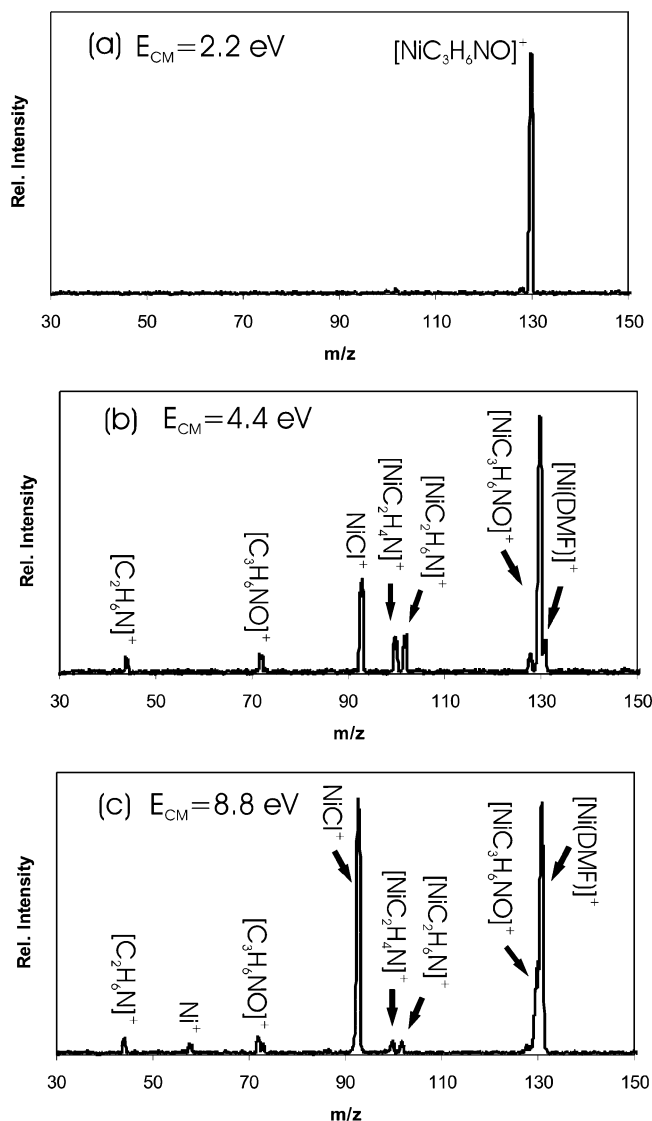 (a) E_CM=2.2 eV
[NiC₃H₆NO]⁺
Rel. Intensity
30 50 70 90 110 130 150
m/z
(b) E_CM=4.4 eV
[C₂H₆N]⁺
[C₃H₆NO]⁺
NiCl⁺
[NiC₂H₄N]⁺
[NiC₂H₆N]⁺
[NiC₃H₆NO]⁺
[Ni(DMF)]⁺
Rel. Intensity
30 50 70 90 110 130 150
m/z
(c) E_CM=8.8 eV
[C₂H₆N]⁺
Ni⁺
[C₃H₆NO]⁺
NiCl⁺
[NiC₂H₄N]⁺
[NiC₂H₆N]⁺
[NiC₃H₆NO]⁺
[Ni(DMF)]⁺
Rel. Intensity
30 50 70 90 110 130 150
m/z